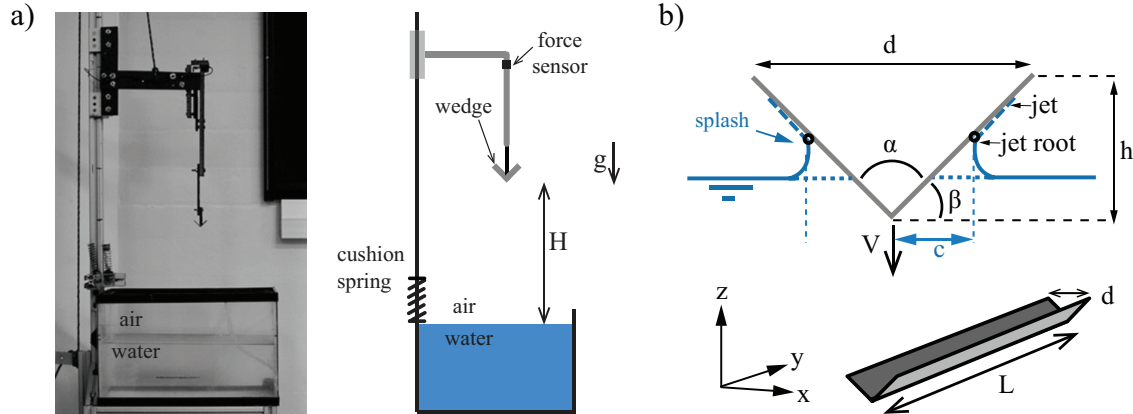 a)
air
water
force
sensor
wedge
g
H
cushion
spring
air
water
b)
d
splash
jet
jet root
h
α
β
V
c
z
y
x
d
L